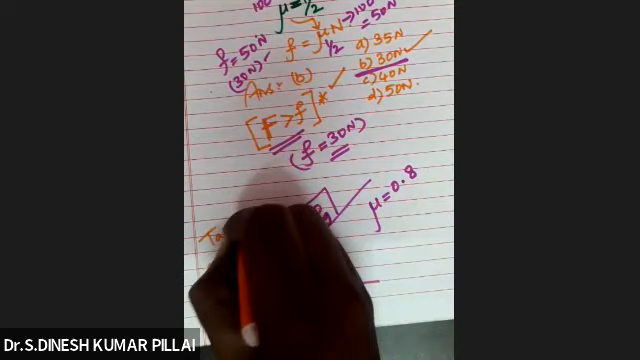 μ=1/2
100
f=50N
(30N)
f=μN→100
1/2
=50N
a) 35N
b) 30N
c) 40N
d) 50N
Ans: (b)
[F>f]*
(f=30N)
μ=0.8
Dr.S.DINESH KUMAR PILLAI